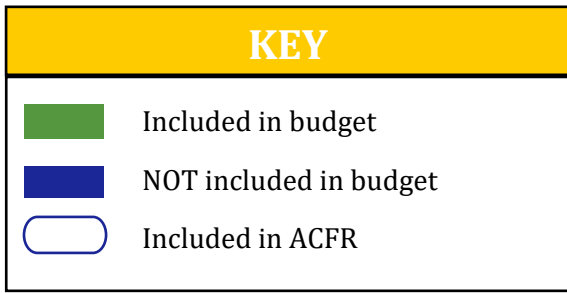 KEY
Included in budget
NOT included in budget
Included in ACFR